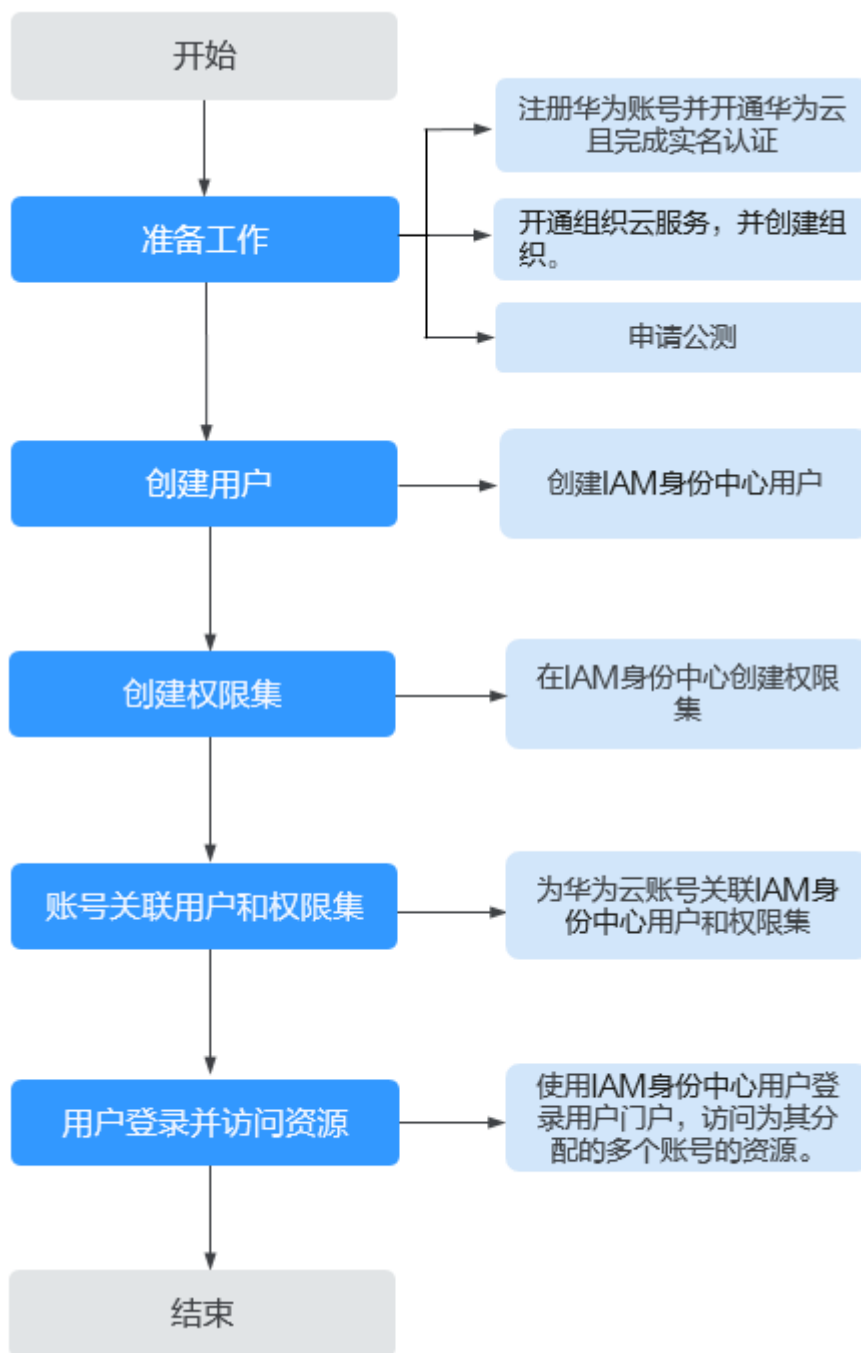 开始
注册华为账号并开通华为云
且完成实名认证
准备工作
开通组织云服务，并创建组
织。
申请公测
创建用户
创建IAM身份中心用户
创建权限集
在IAM身份中心创建权限
集
账号关联用户和权限集
为华为云账号关联IAM身
份中心用户和权限集
用户登录并访问资源
使用IAM身份中心用户登
录用户门户，访问为其分
配的多个账号的资源。
结束